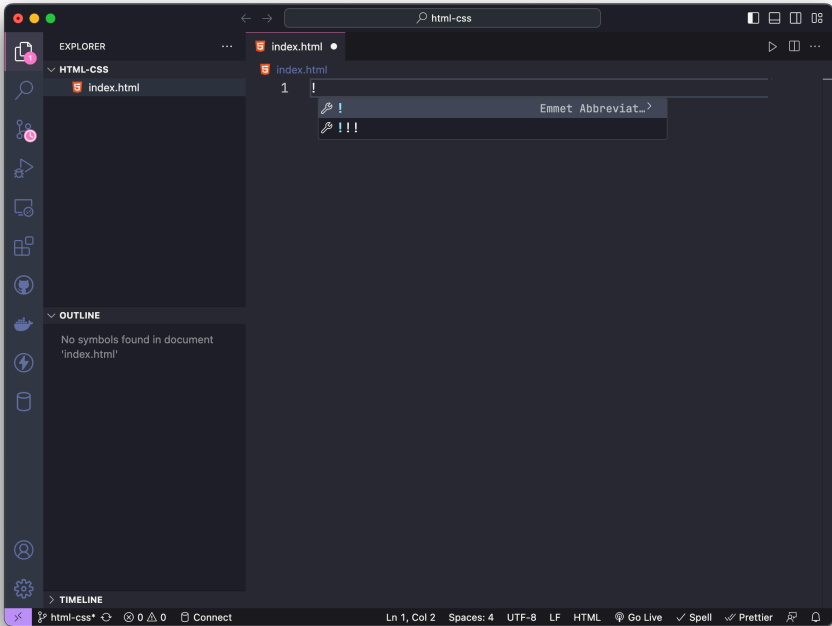 html-css
EXPLORER
HTML-CSS
index.html
OUTLINE
No symbols found in document
'index.html'
TIMELINE
index.html
index.html
1 !
! Emmet Abbreviat…
!!!
1
html-css* 0 0 Connect Ln 1, Col 2 Spaces: 4 UTF-8 LF HTML Go Live Spell Prettier